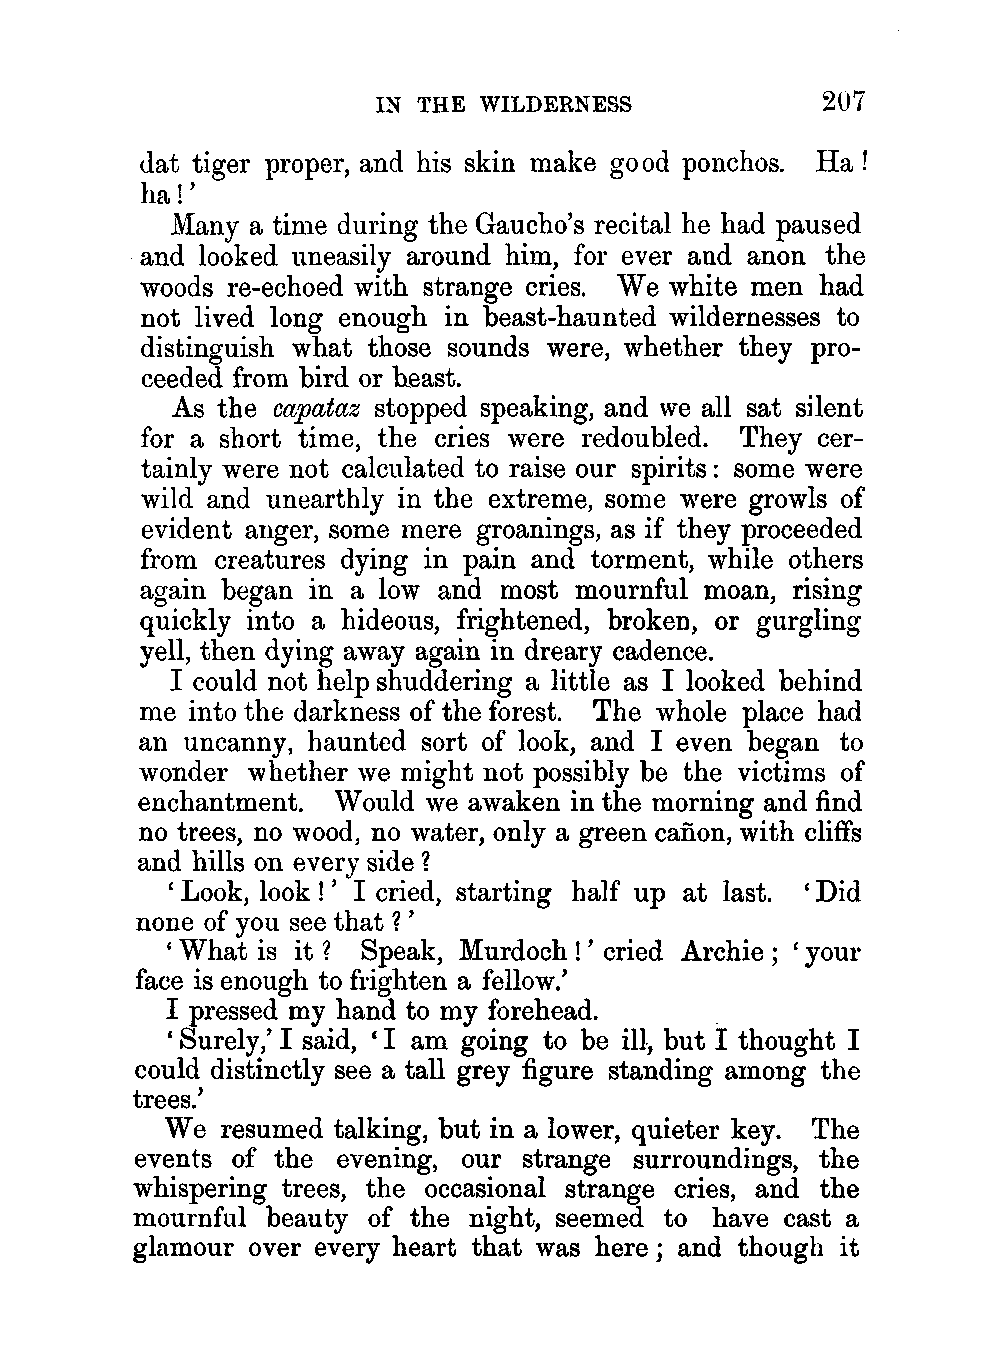 IN THE WILDERNESS 207
dat tiger proper, and his skin make good ponchos. Ha!
ha!’
Many a time during the Gaucho’s recital he had paused
and looked uneasily around him, for ever and anon the
woods re-echoed with strange cries. We white men had
not lived long enough in beast-haunted wildernesses to
distinguish what those sounds were, whether they pro-
ceeded from bird or beast.
As the capataz stopped speaking, and we all sat silent
for a short time, the cries were redoubled. They cer-
tainly were not calculated to raise our spirits: some were
wild and unearthly in the extreme, some were growls of
evident anger, some mere groanings, as if they proceeded
from creatures dying in pain and torment, while others
again began in a low and most mournful moan, rising
quickly into a hideous, frightened, broken, or gurgling
yell, then dying away again in dreary cadence.
I could not help shuddering a little as I looked behind
me into the darkness of the forest. The whole place had
an uncanny, haunted sort of look, and I even began to
wonder whether we might not possibly be the victims of
enchantment. Would we awaken in the morning and find
no trees, no wood, no water, only a green cañon, with cliffs
and hills on every side?
‘Look, look!’ I cried, starting half up at last. ‘Did
none of you see that?’
‘What is it? Speak, Murdoch!’ cried Archie; ‘your
face is enough to frighten a fellow.’
I pressed my hand to my forehead.
‘Surely,’ I said, ‘I am going to be ill, but I thought I
could distinctly see a tall grey figure standing among the
trees.’
We resumed talking, but in a lower, quieter key. The
events of the evening, our strange surroundings, the
whispering trees, the occasional strange cries, and the
mournful beauty of the night, seemed to have cast a
glamour over every heart that was here; and though it